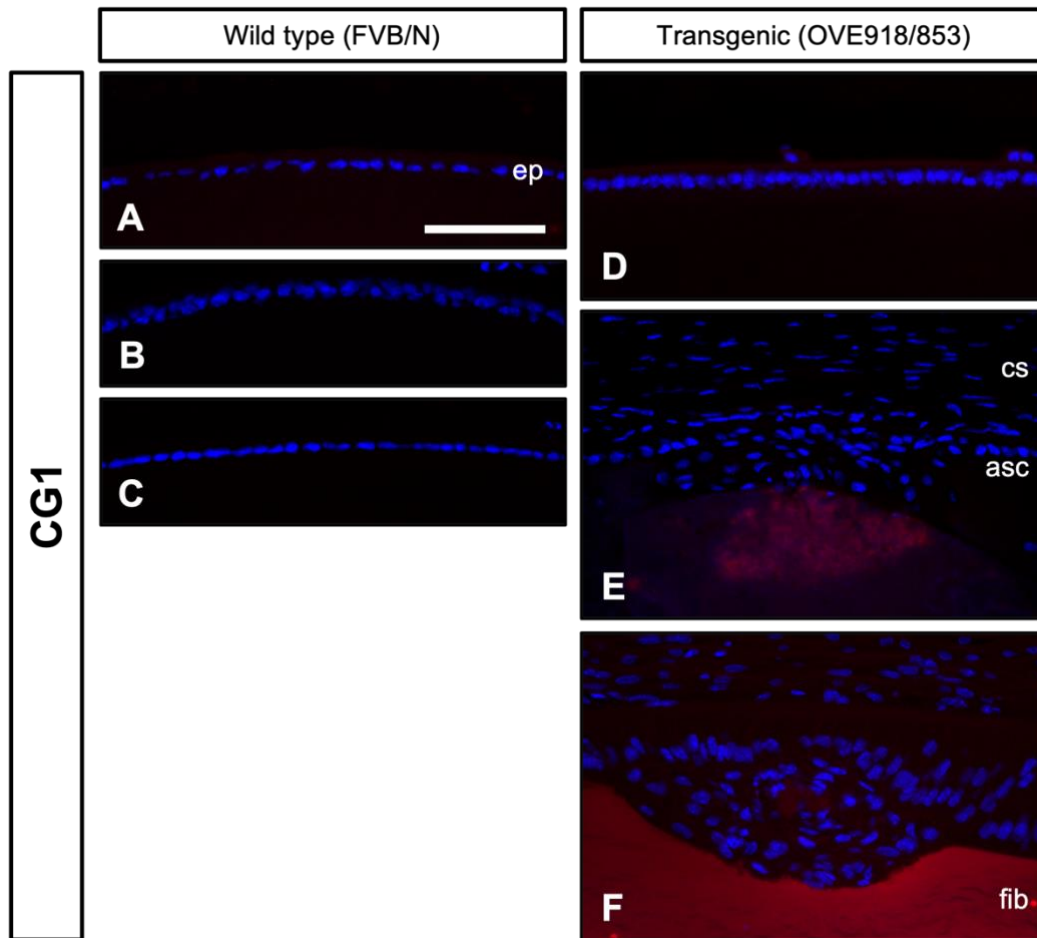 Wild type (FVB/N)
Transgenic (OVE918/853)
CG1
ep
A
B
C
D
cs
asc
E
fib
F